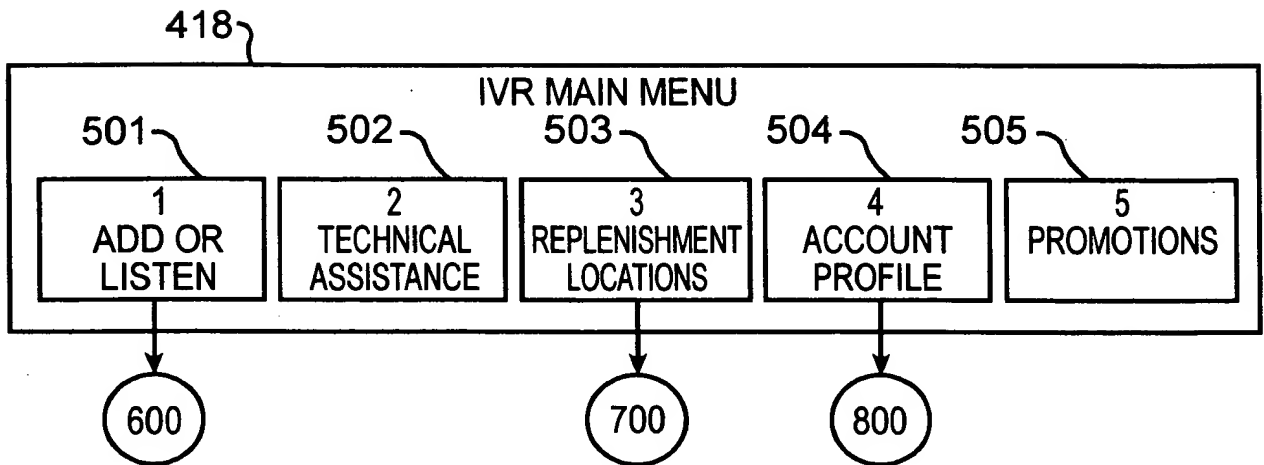 418
IVR MAIN MENU
501
502
503
504
505
1
ADD OR
LISTEN
2
TECHNICAL
ASSISTANCE
3
REPLENISHMENT
LOCATIONS
4
ACCOUNT
PROFILE
5
PROMOTIONS
600
700
800